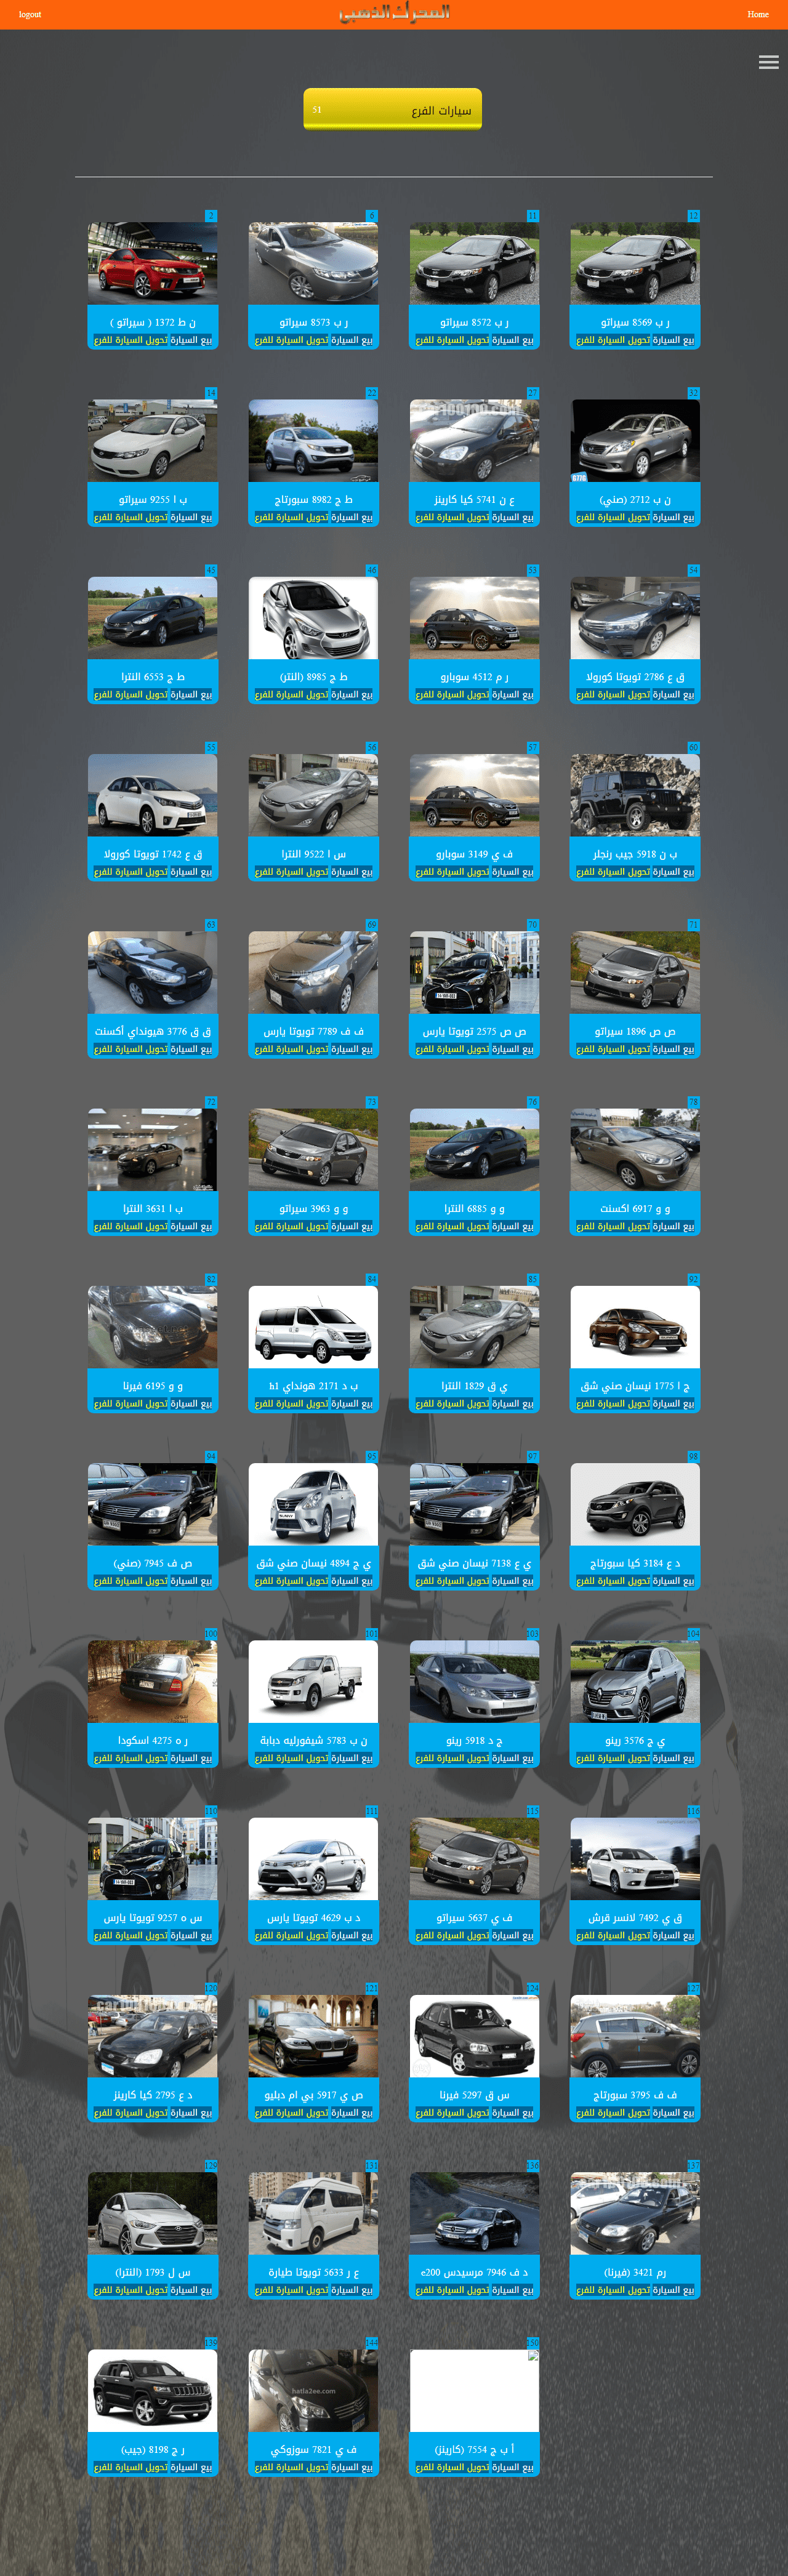 logout
السندباد الذهبى
Home
سيارات الفرع
51
2
6
11
12
ن ط 1372 ( سيراتو )
ر ب 8573 سيراتو
ر ب 8572 سيراتو
ر ب 8569 سيراتو
بيع السيارة تحويل السيارة للفرع
بيع السيارة تحويل السيارة للفرع
بيع السيارة تحويل السيارة للفرع
بيع السيارة تحويل السيارة للفرع
14
22
27
32
ب ا 9255 سيراتو
ط ج 8982 سبورتاج
ع ن 5741 كيا كارينز
ن ب 2712 (صني)
بيع السيارة تحويل السيارة للفرع
بيع السيارة تحويل السيارة للفرع
بيع السيارة تحويل السيارة للفرع
بيع السيارة تحويل السيارة للفرع
45
46
53
54
ط ج 6553 النترا
ط ج 8985 (النتر)
ر م 4512 سوبارو
ق ع 2786 تويوتا كورولا
بيع السيارة تحويل السيارة للفرع
بيع السيارة تحويل السيارة للفرع
بيع السيارة تحويل السيارة للفرع
بيع السيارة تحويل السيارة للفرع
55
56
57
60
ق ع 1742 تويوتا كورولا
س ا 9522 النترا
ف ي 3149 سوبارو
ب ن 5918 جيب رنجلر
بيع السيارة تحويل السيارة للفرع
بيع السيارة تحويل السيارة للفرع
بيع السيارة تحويل السيارة للفرع
بيع السيارة تحويل السيارة للفرع
63
69
70
71
ق ق 3776 هيونداي أكسنت
ف ف 7789 تويوتا يارس
ص ص 2575 تويوتا يارس
ص ص 1896 سيراتو
بيع السيارة تحويل السيارة للفرع
بيع السيارة تحويل السيارة للفرع
بيع السيارة تحويل السيارة للفرع
بيع السيارة تحويل السيارة للفرع
72
73
76
78
ب ا 3631 النترا
و و 3963 سيراتو
و و 6885 النترا
و و 6917 اكسنت
بيع السيارة تحويل السيارة للفرع
بيع السيارة تحويل السيارة للفرع
بيع السيارة تحويل السيارة للفرع
بيع السيارة تحويل السيارة للفرع
82
84
85
92
و و 6195 فيرنا
ب د 2171 هونداي h1
ي ق 1829 النترا
ج ا 1775 نيسان صني شق
بيع السيارة تحويل السيارة للفرع
بيع السيارة تحويل السيارة للفرع
بيع السيارة تحويل السيارة للفرع
بيع السيارة تحويل السيارة للفرع
94
95
97
98
ص ف 7945 (صني)
ي ج 4894 نيسان صني شق
ي ع 7138 نيسان صني شق
د ع 3184 كيا سبورتاج
بيع السيارة تحويل السيارة للفرع
بيع السيارة تحويل السيارة للفرع
بيع السيارة تحويل السيارة للفرع
بيع السيارة تحويل السيارة للفرع
100
101
103
104
ر ه 4275 اسكودا
ن ب 5783 شيفورليه دبابة
ج د 5918 رينو
ي ج 3576 رينو
بيع السيارة تحويل السيارة للفرع
بيع السيارة تحويل السيارة للفرع
بيع السيارة تحويل السيارة للفرع
بيع السيارة تحويل السيارة للفرع
110
111
115
116
س ه 9257 تويوتا يارس
د ب 4629 تويوتا يارس
ف ي 5637 سيراتو
ق ي 7492 لانسر قرش
بيع السيارة تحويل السيارة للفرع
بيع السيارة تحويل السيارة للفرع
بيع السيارة تحويل السيارة للفرع
بيع السيارة تحويل السيارة للفرع
120
121
124
127
د ع 2795 كيا كارينز
ص ي 5917 بي ام دبليو
س ق 5297 فيرنا
ف ف 3795 سبورتاج
بيع السيارة تحويل السيارة للفرع
بيع السيارة تحويل السيارة للفرع
بيع السيارة تحويل السيارة للفرع
بيع السيارة تحويل السيارة للفرع
129
131
136
137
س ل 1793 (النترا)
ع ر 5633 تويوتا طيارة
د ف 7946 مرسيدس e200
رم 3421 (فيرنا)
بيع السيارة تحويل السيارة للفرع
بيع السيارة تحويل السيارة للفرع
بيع السيارة تحويل السيارة للفرع
بيع السيارة تحويل السيارة للفرع
139
144
150
hatla2ee.com
ر ج 8198 (جيب)
ف ي 7821 سوزوكي
أ ب ج 7554 (كارينز)
بيع السيارة تحويل السيارة للفرع
بيع السيارة تحويل السيارة للفرع
بيع السيارة تحويل السيارة للفرع